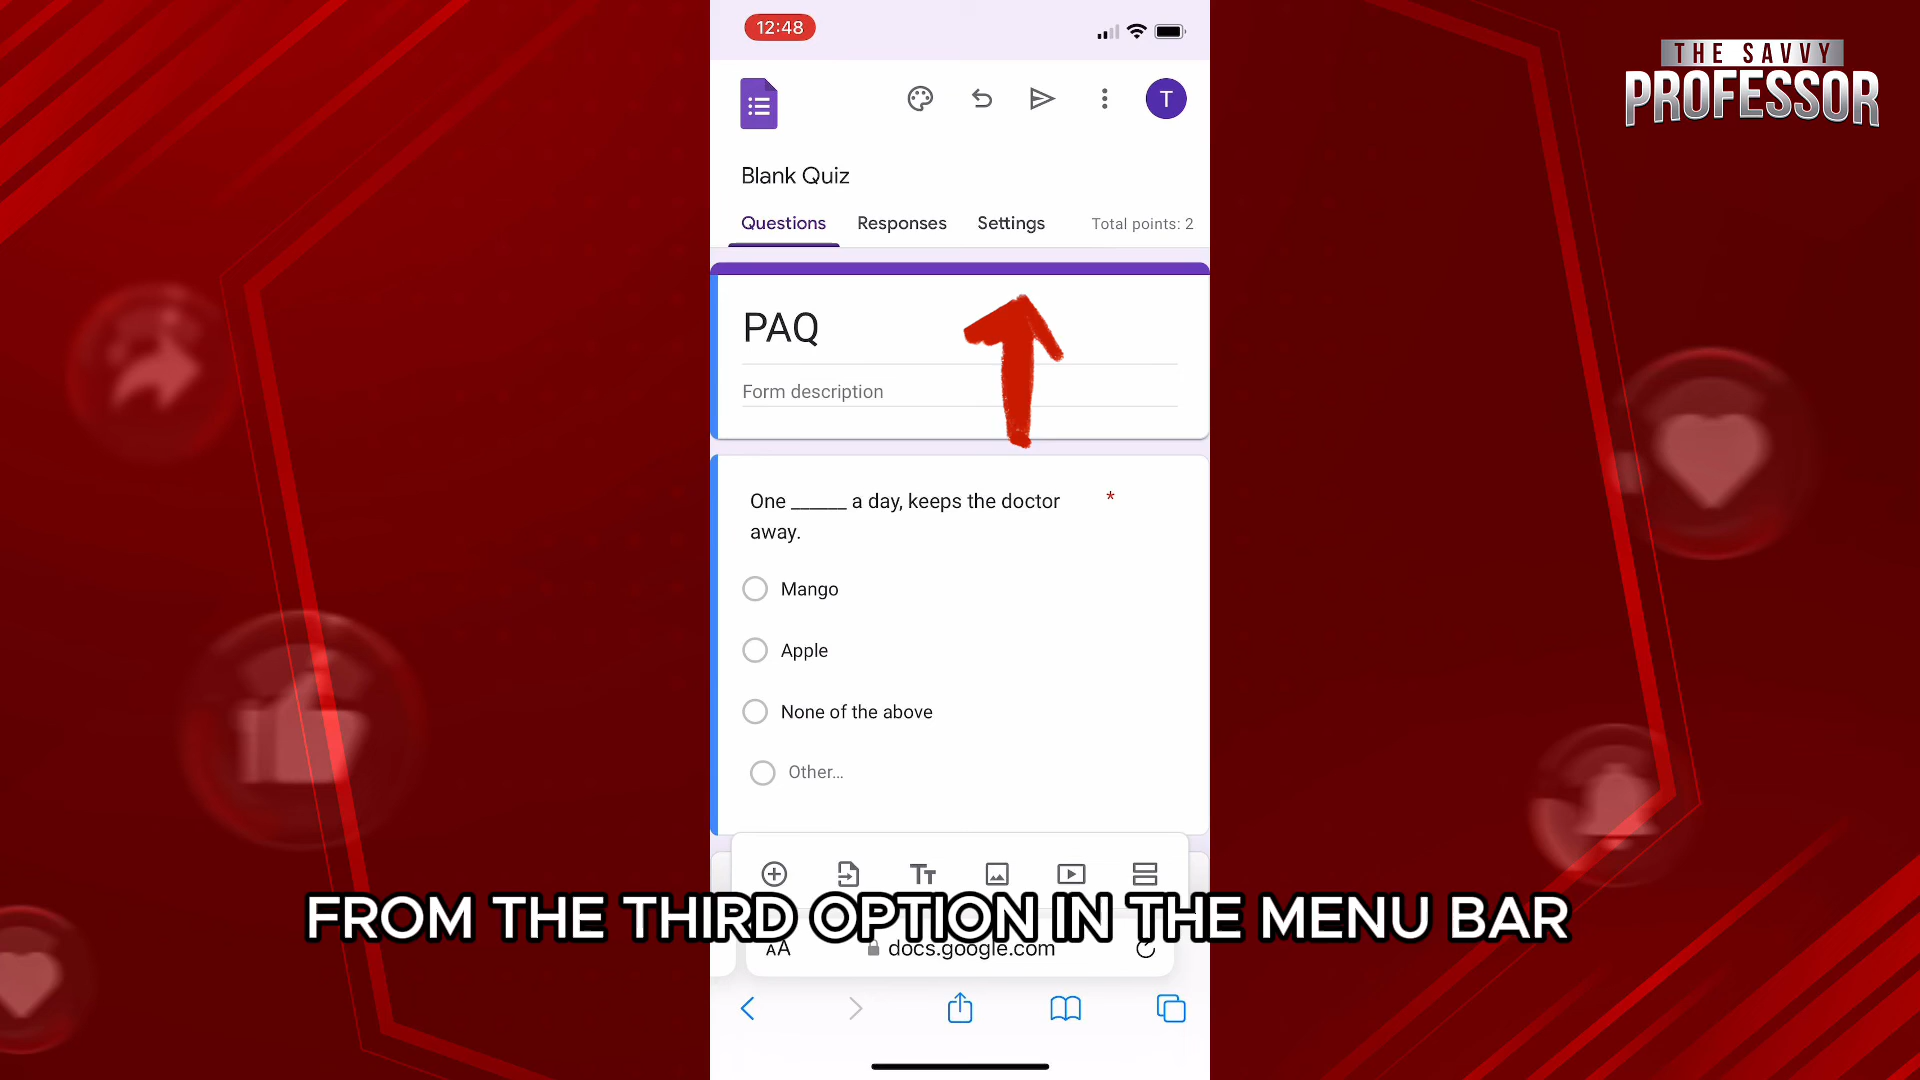 12:48
THE SAVVY
PROFESSOR
T
Blank Quiz
Questions Responses Settings Total points: 2
PAQ
Form description
One ______ a day, keeps the doctor *
away.
Mango
Apple
None of the above
Other...
Tт
FROM THE THIRD OPTION IN THE MENU BAR
AA docs.google.com